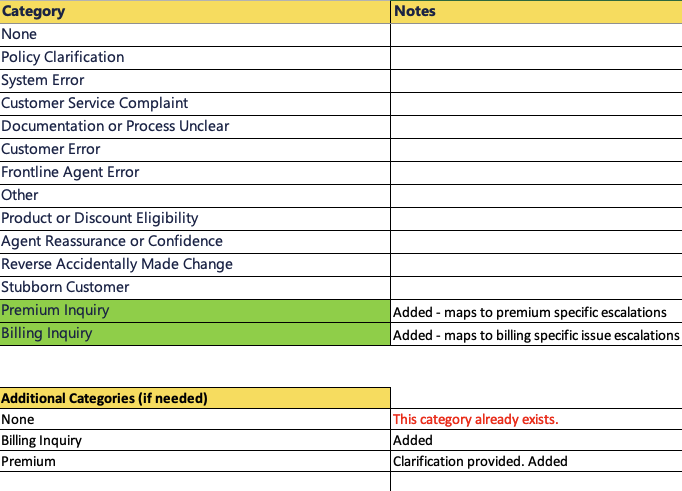 Category Notes
None
Policy Clarification
System Error
Customer Service Complaint
Documentation or Process Unclear
Customer Error
Frontline Agent Error
Other
Product or Discount Eligibility
Agent Reassurance or Confidence
Reverse Accidentally Made Change
Stubborn Customer
Premium Inquiry Added - maps to premium specific escalations
Billing Inquiry Added - maps to billing specific issue escalations
Additional Categories (if needed)
None This category already exists.
Billing Inquiry Added
Premium Clarification provided. Added